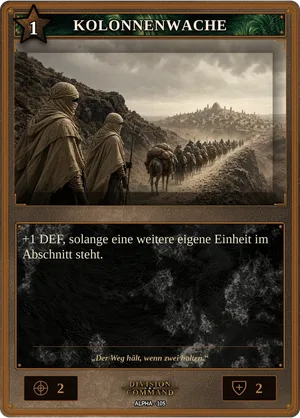 1
KOLONNENWACHE
+1 DEF, solange eine weitere eigene Einheit im
Abschnitt steht.
„Der Weg hält, wenn zwei halten.“
2
DIVISION
COMMAND
ALPHA - 105
2